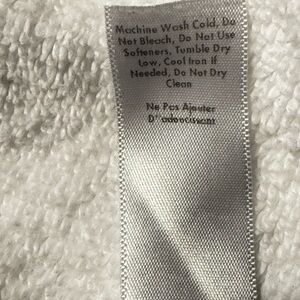 Machine Wash Cold, Do
Not Bleach, Do Not Use
Softeners, Tumble Dry
Low, Cool Iron If
Needed, Do Not Dry
Clean
Ne Pas Ajouter
D'adoucissant